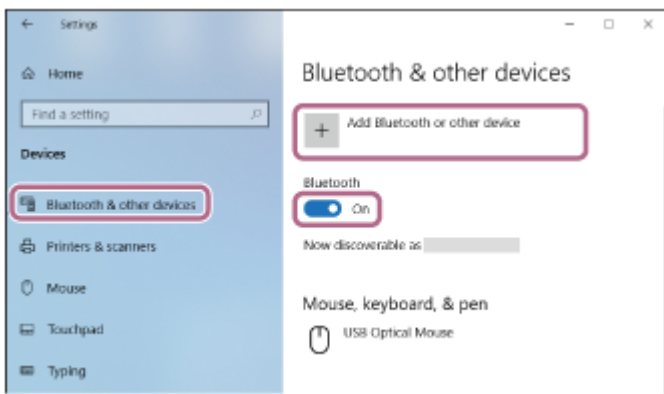 Settings
Home
Find a setting
Devices
Bluetooth & other devices
Printers & scanners
Mouse
Touchpad
Typing
Bluetooth & other devices
Add Bluetooth or other device
Bluetooth
On
Now discoverable as
Mouse, keyboard, & pen
USB Optical Mouse